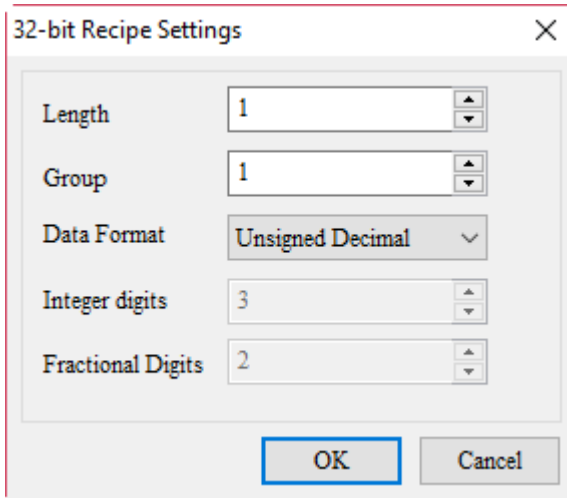 32-bit Recipe Settings
Length 1
Group 1
Data Format Unsigned Decimal
Integer digits 3
Fractional Digits 2
OK Cancel